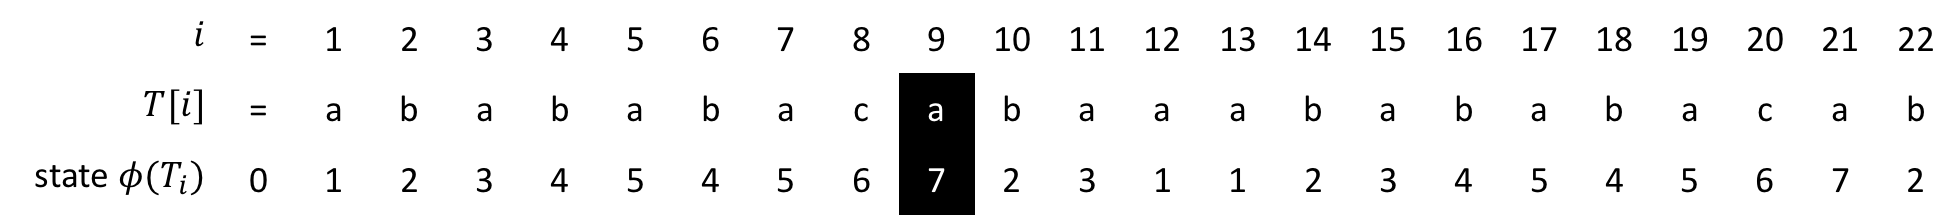 i = 1 2 3 4 5 6 7 8 9 10 11 12 13 14 15 16 17 18 19 20 21 22
T[i] = a b a b a b a c a b a a a b a b a b a c a b
state ϕ(Tᵢ) 0 1 2 3 4 5 4 5 6 7 2 3 1 1 2 3 4 5 4 5 6 7 2